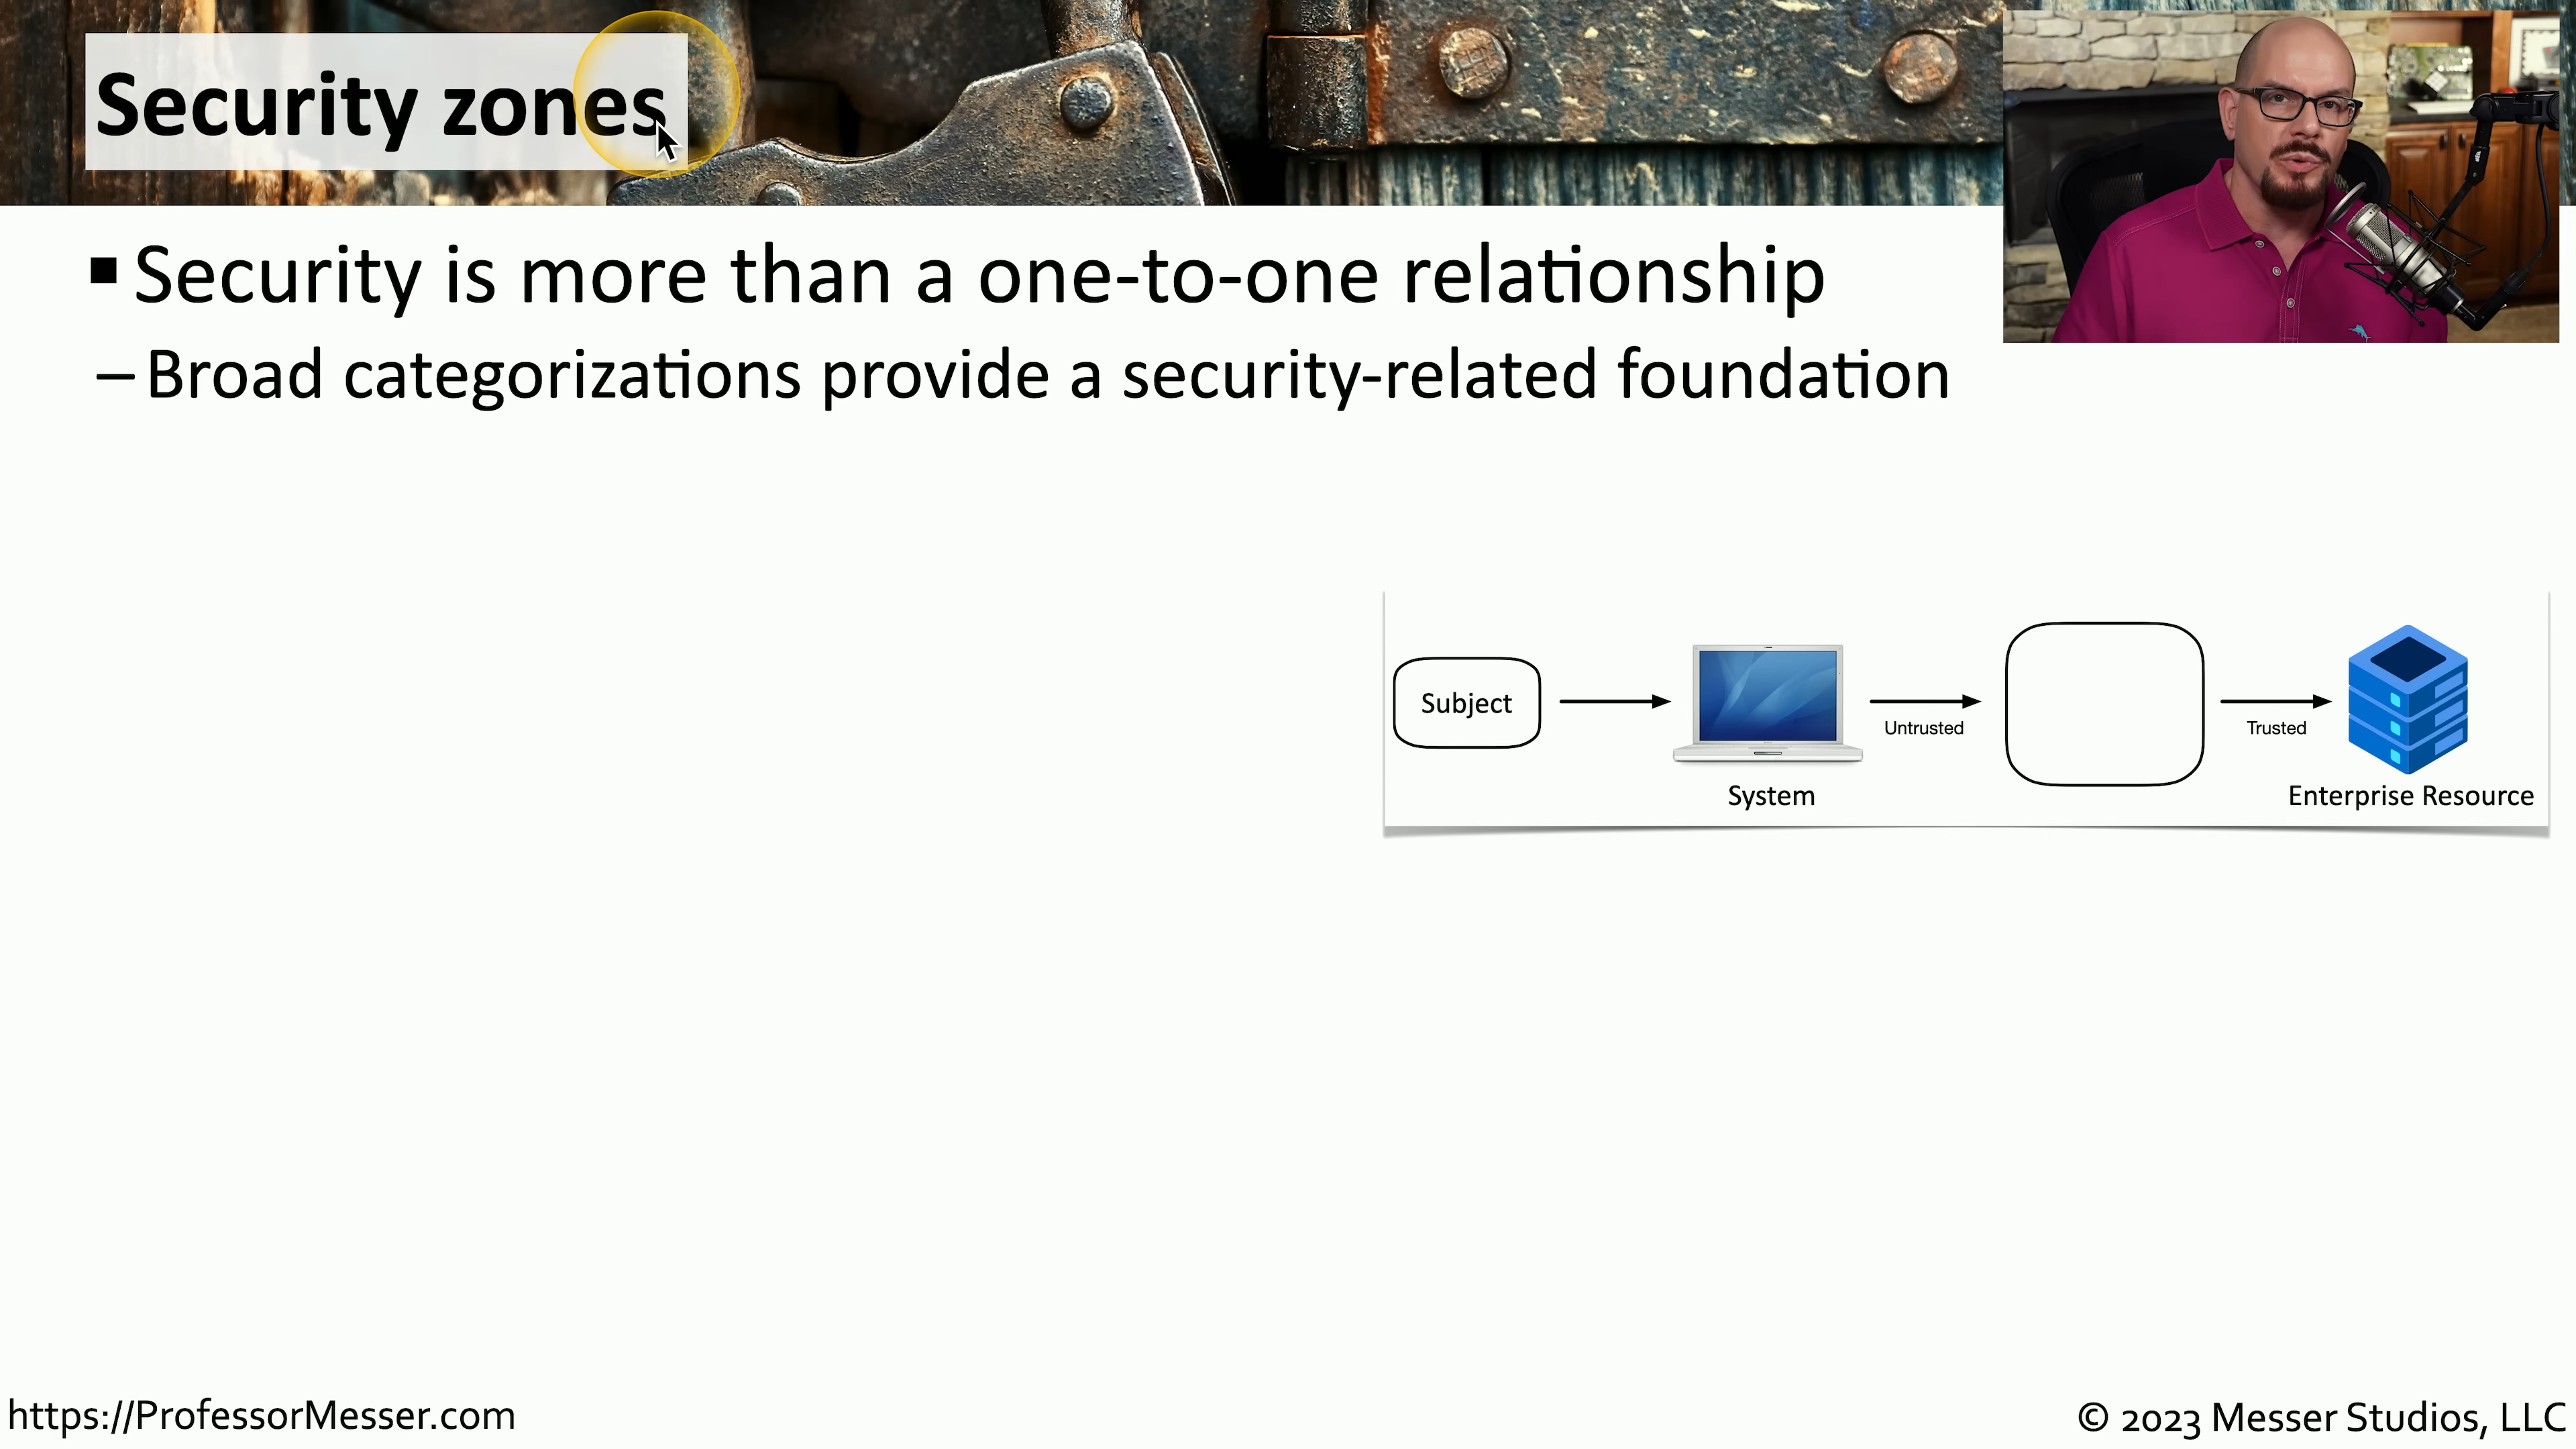 Security zones
▪ Security is more than a one-to-one relationship
– Broad categorizations provide a security-related foundation
Subject
Untrusted
Trusted
System
Enterprise Resource
https://ProfessorMesser.com
© 2023 Messer Studios, LLC